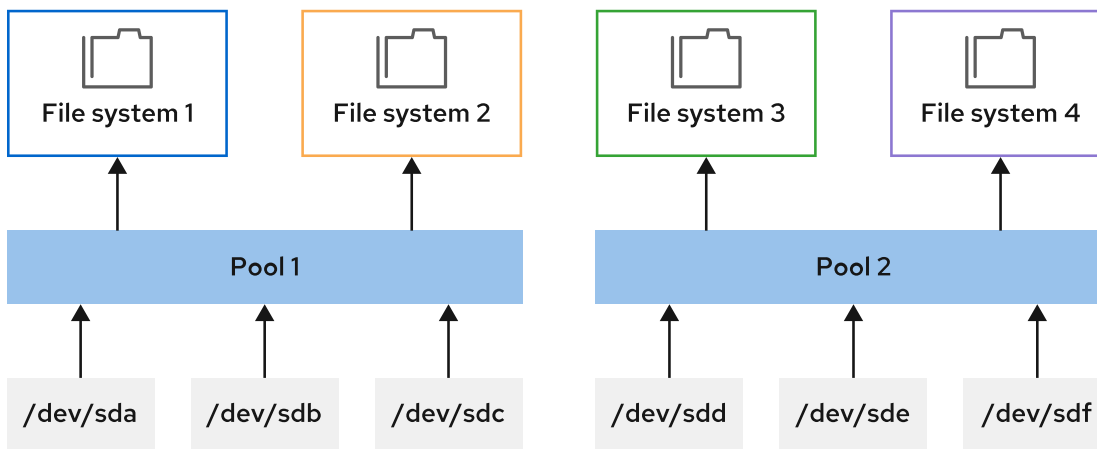 File system 1
File system 2
File system 3
File system 4
Pool 1
Pool 2
/dev/sda
/dev/sdb
/dev/sdc
/dev/sdd
/dev/sde
/dev/sdf